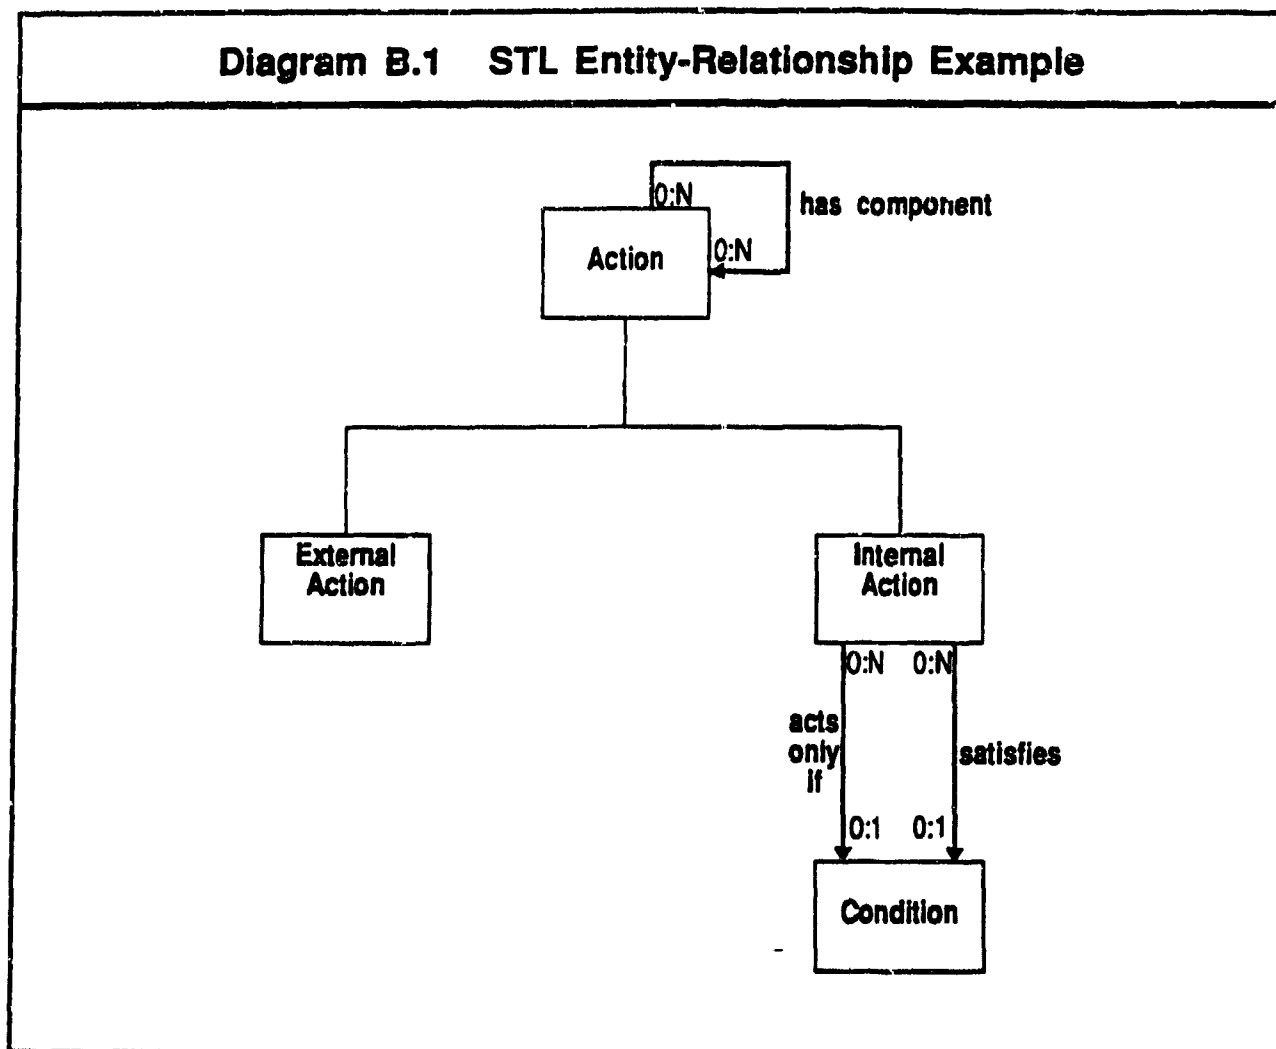 Diagram B.1 STL Entity-Relationship Example
0:N
has component
0:N
Action
External
Action
Internal
Action
0:N 0:N
acts
only
if
satisfies
0:1 0:1
Condition